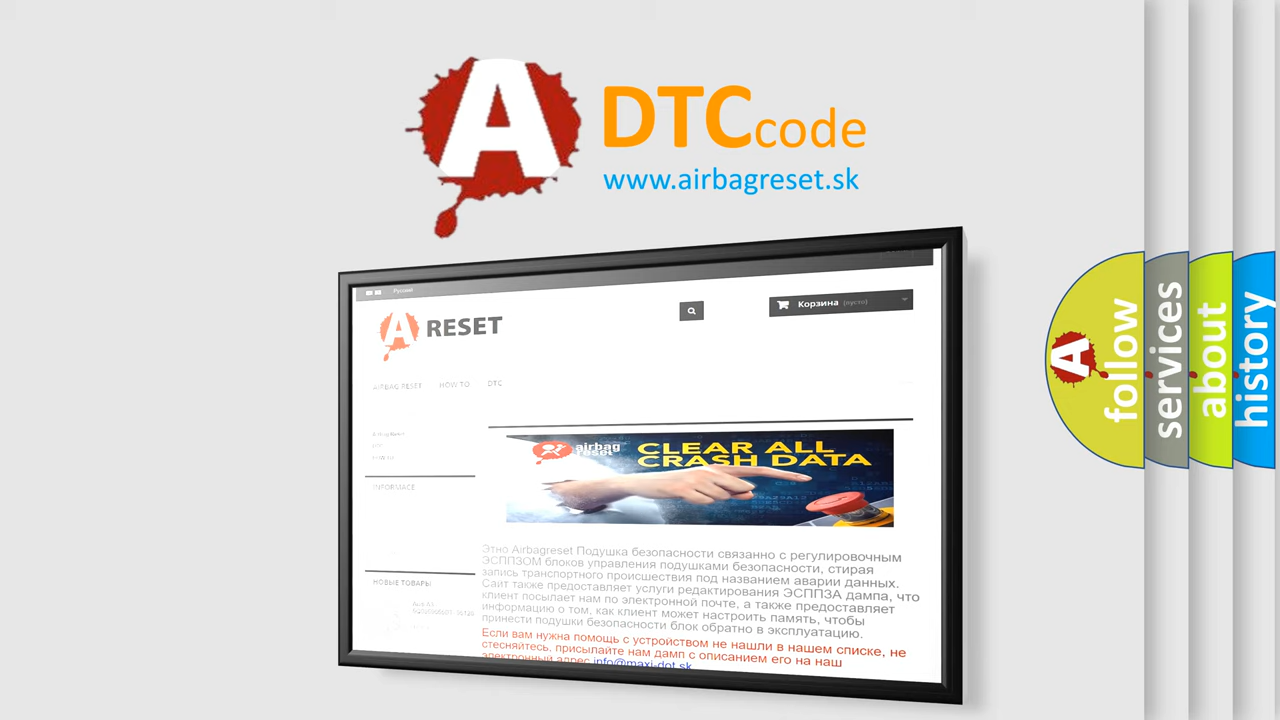 A DTCcode
www.airbagreset.sk
Русский
A RESET
Корзина (пусто)
AIRBAG RESET HOW TO DTC
INFORMACE
НОВЫЕ ТОВАРЫ
airbag
reset
CLEAR ALL
CRASH DATA
Этно Airbagreset Подушка безопасности связанно с регулировочным
ЭСППЗОМ блоков управления подушками безопасности, стирая
запись транспортного происшествия под названием аварии данных.
Сайт также предоставляет услуги редактирования ЭСППЗА дампа, что
клиент посылает нам по электронной почте, а также предоставляет
информацию о том, как клиент может настроить память, чтобы
принести подушки безопасности блок обратно в эксплуатацию.
Если вам нужна помощь с устройством не нашли в нашем списке, не
стесняйтесь, присылайте нам дамп с описанием его на наш
электронный адрес info@maxi-dot.sk
A follow
services
about
history